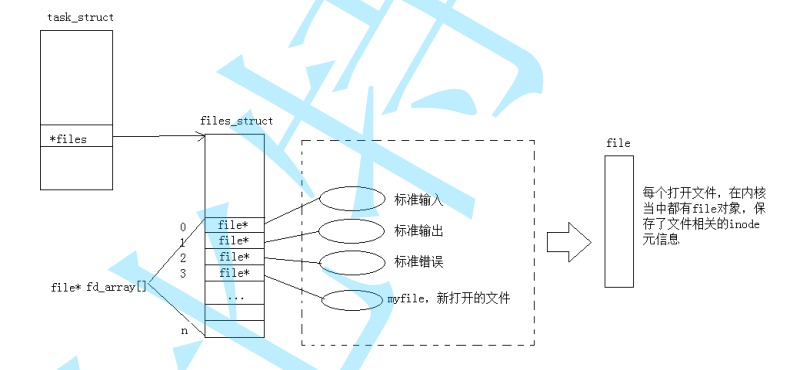 task_struct
*files
files_struct
file
0 file*
1 file*
2 file*
3 file*
...
n
file* fd_array[]
标准输入
标准输出
标准错误
myfile，新打开的文件
每个打开文件，在内核
当中都有file对象，保
存了文件相关的inode
元信息